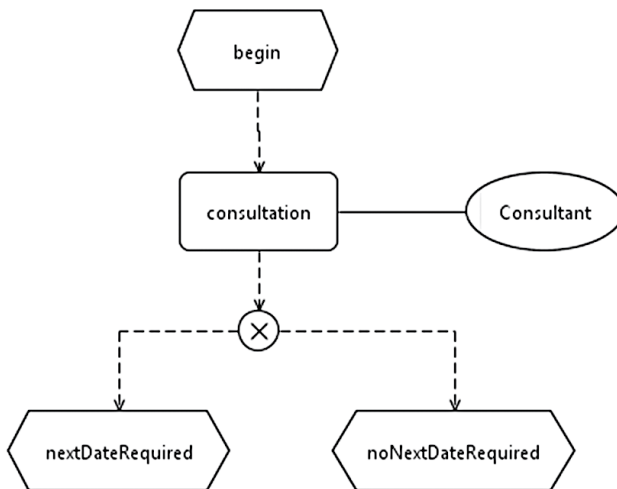 begin
consultation
Consultant
nextDateRequired
noNextDateRequired